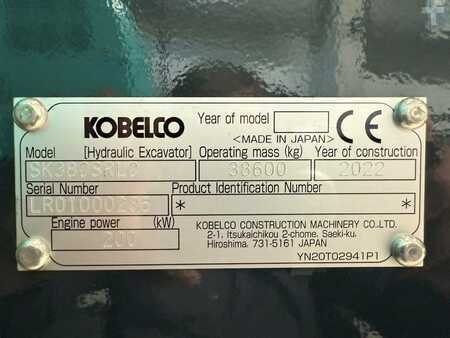 KOBELCO Year of model CE
<MADE IN JAPAN>
Model [Hydraulic Excavator] Operating mass (kg) Year of construction
SK380SRLC 38600 2022
Serial Number Product Identification Number
* *
Engine power (kW)
200
KOBELCO CONSTRUCTION MACHINERY CO.,LTD.
2-1, Itsukaichikou 2-chome, Saeki-ku,
Hiroshima, 731-5161 JAPAN
YN20T02941P1